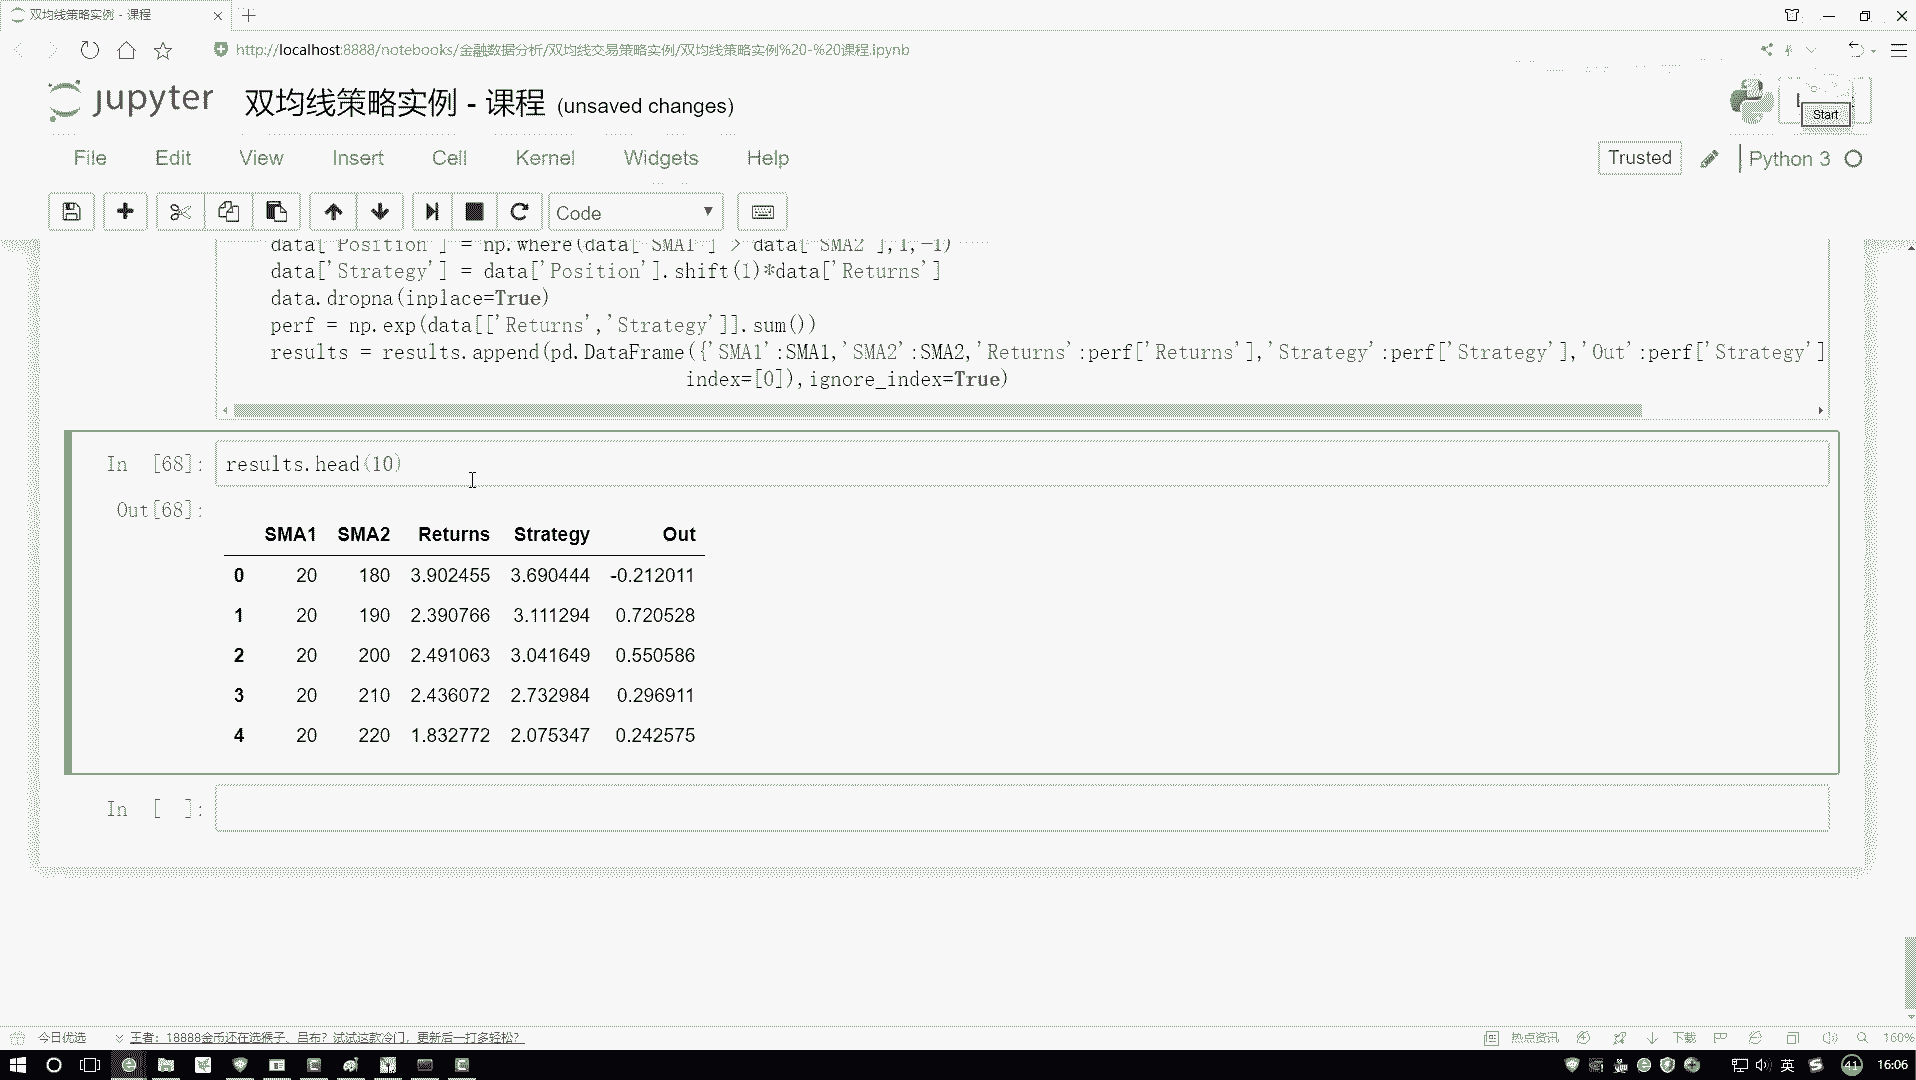 双均线策略实例 - 课程
http://localhost:8888/notebooks/金融数据分析/双均线交易策略实例/双均线策略实例%20-%20课程.ipynb
jupyter 双均线策略实例 - 课程 (unsaved changes)
Start
File Edit View Insert Cell Kernel Widgets Help
Trusted
Python 3
Code
data['Position'] = np.where(data['SMA1'] > data['SMA2'],1,-1)
data['Strategy'] = data['Position'].shift(1)*data['Returns']
data.dropna(inplace=True)
perf = np.exp(data[['Returns','Strategy']].sum())
results = results.append(pd.DataFrame({'SMA1':SMA1,'SMA2':SMA2,'Returns':perf['Returns'],'Strategy':perf['Strategy'],'Out':perf['Strategy']
index=[0]),ignore_index=True)
In [68]: results.head(10)
Out[68]:
SMA1 SMA2 Returns Strategy Out
0 20 180 3.902455 3.690444 -0.212011
1 20 190 2.390766 3.111294 0.720528
2 20 200 2.491063 3.041649 0.550586
3 20 210 2.436072 2.732984 0.296911
4 20 220 1.832772 2.075347 0.242575
In [ ]:
今日优选 王者：18888金币还在选猴子、吕布？试试这款冷门，更新后一打多轻松？ 热点资讯 下载 160%
英 41 16:06